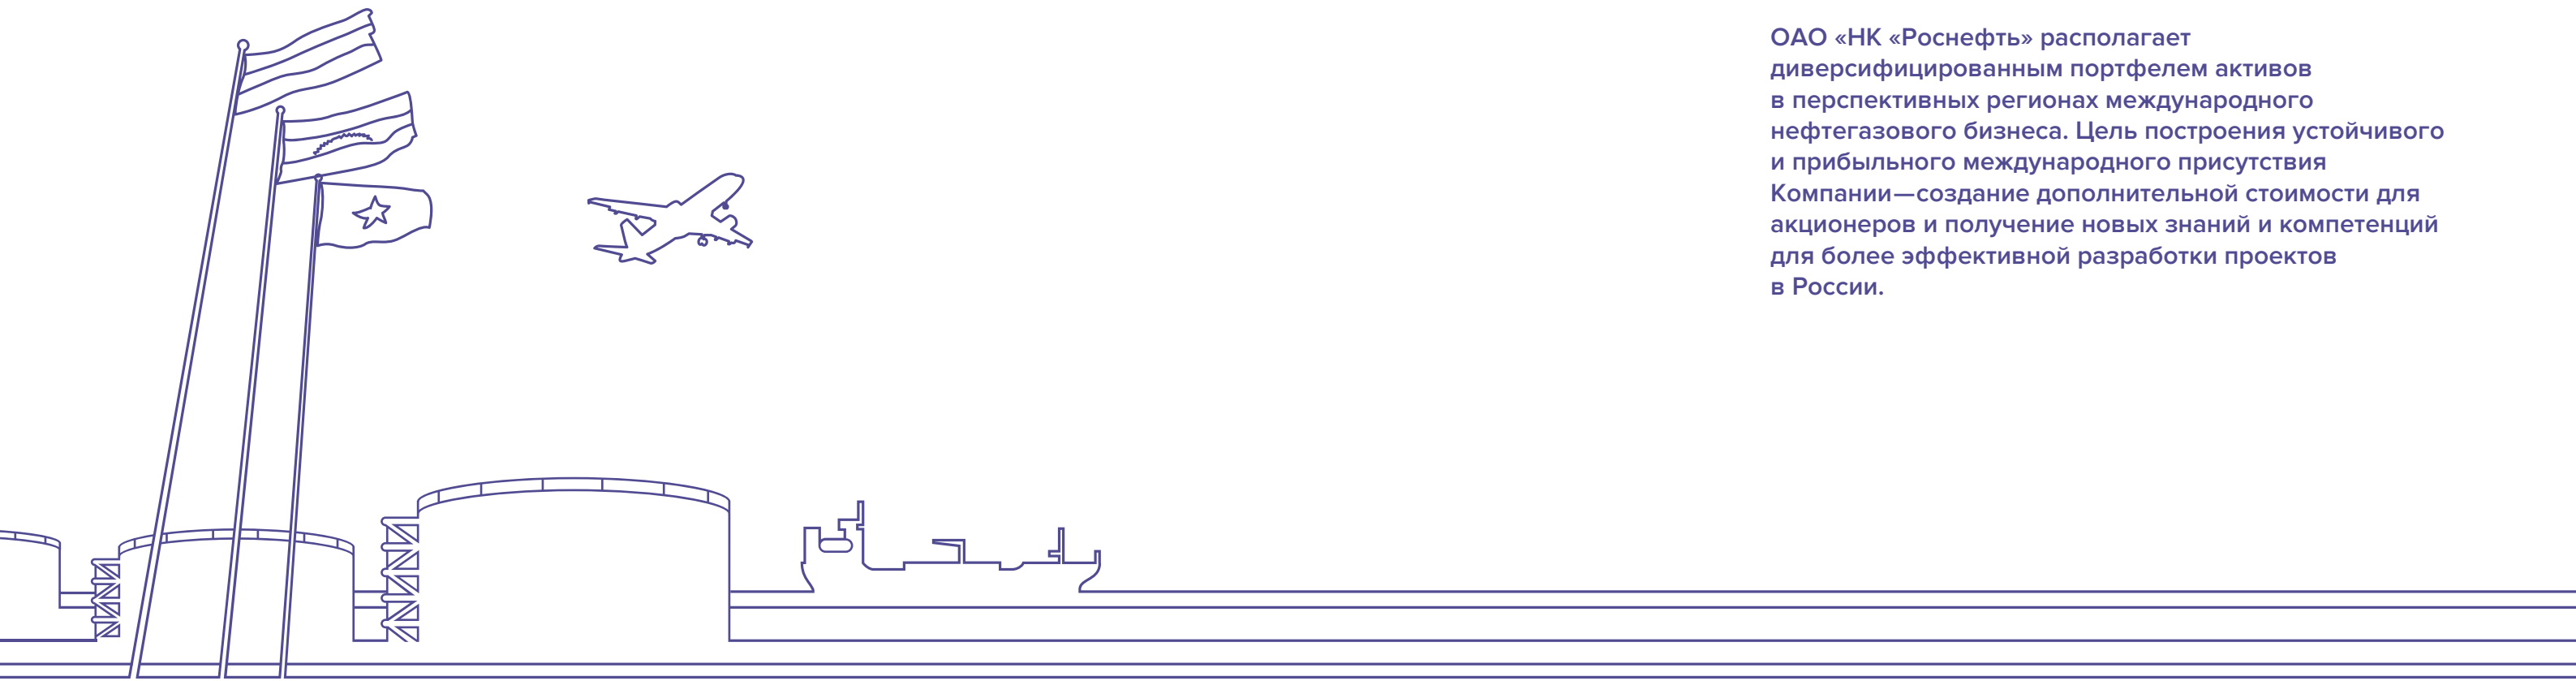 ОАО «НК «Роснефть» располагает
диверсифицированным портфелем активов
в перспективных регионах международного
нефтегазового бизнеса. Цель построения устойчивого
и прибыльного международного присутствия
Компании—создание дополнительной стоимости для
акционеров и получение новых знаний и компетенций
для более эффективной разработки проектов
в России.